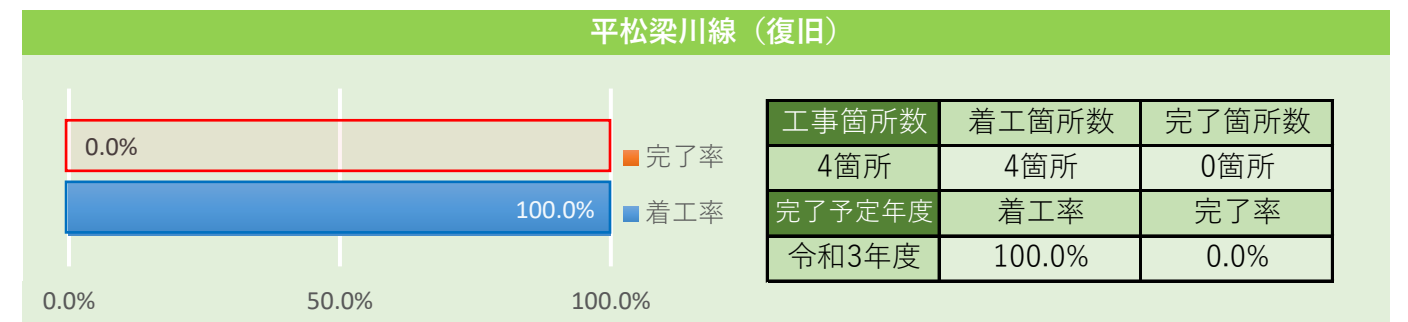 平松梁川線（復旧）
0.0%
完了率
100.0%
着工率
0.0% 50.0% 100.0%
工事箇所数 着工箇所数 完了箇所数
4箇所 4箇所 0箇所
完了予定年度 着工率 完了率
令和3年度 100.0% 0.0%